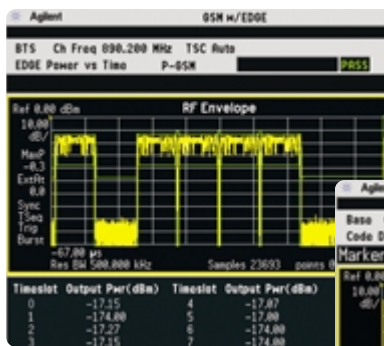 Agilent GSM w/EDGE
BTS Ch Freq 890.200 MHz TSC Auto
EDGE Power vs Time P-GSM PASS
Ref 0.00 dBm RF Envelope
10.00
dB/
MaxP
-0.3
ExtAt
0.0
Sync
TSeq
Trig
Burst
-67.00 µs
Res BW 500.000 kHz Samples 23693 points
Timeslot Output Pwr(dBm) Timeslot Output Pwr(dBm)
0 -17.15 4 -17.07
1 -174.00 5 -17.00
2 -17.27 6 -174.00
3 -17.15 7 -174.00
Base
Code D
Marker
Ref 0.00
10.00
dB/